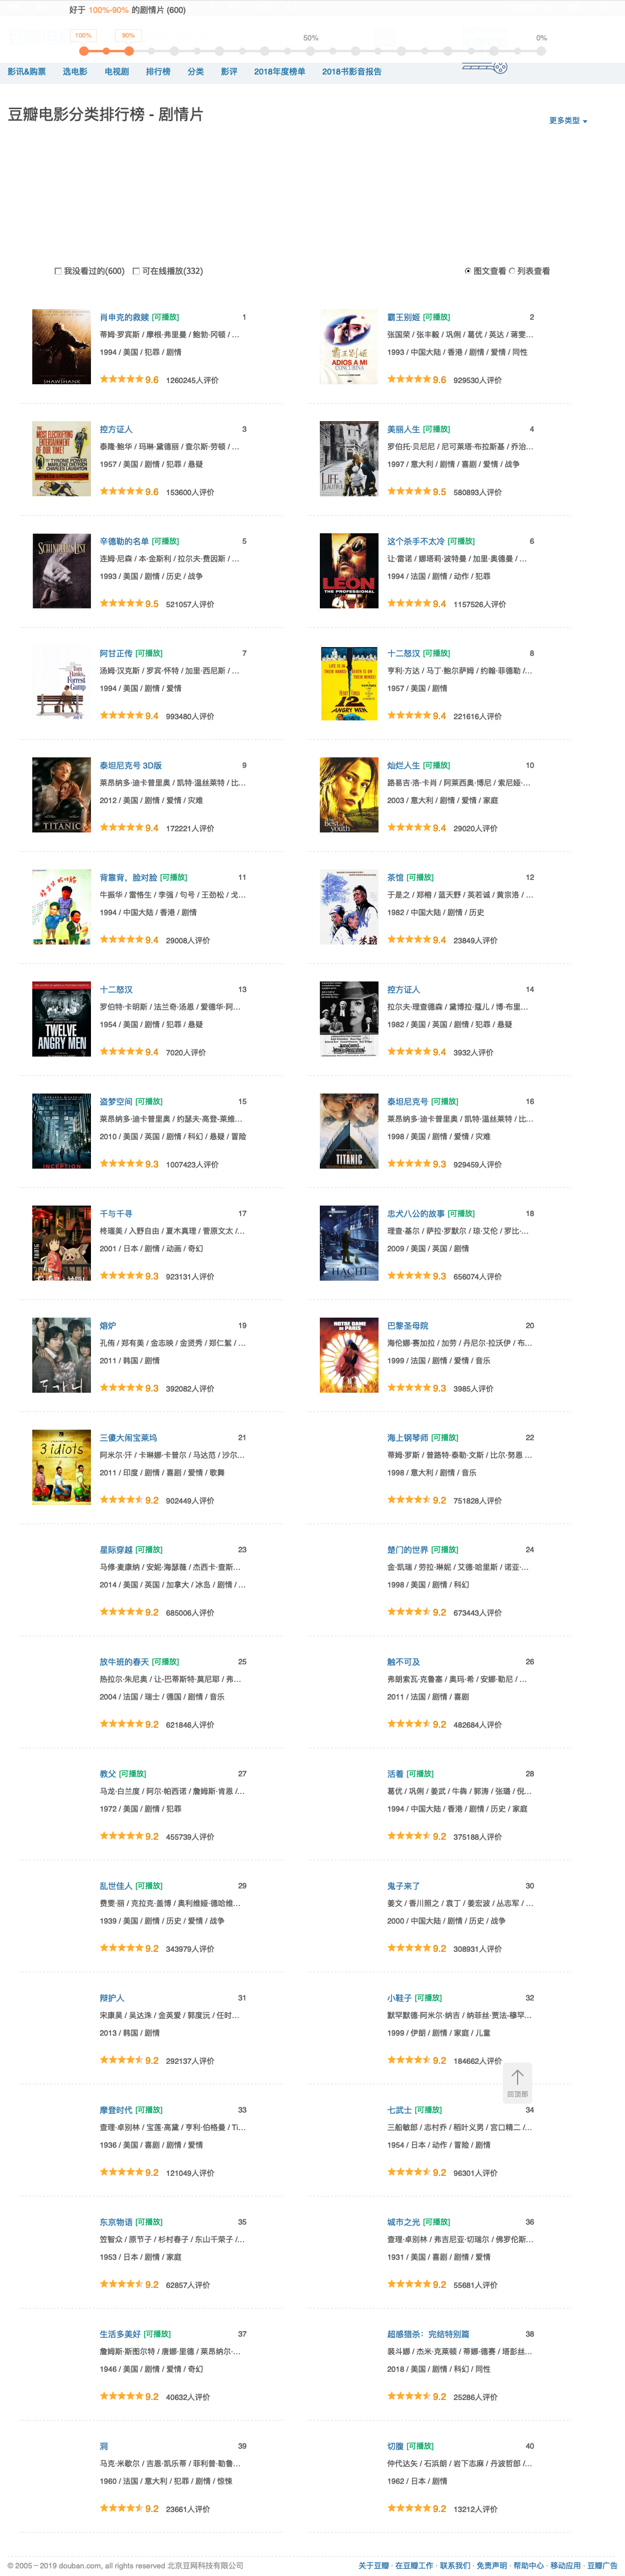 好于 100%-90% 的剧情片 (600)
100% 90% 50% 0%
影讯&购票 选电影 电视剧 排行榜 分类 影评 2018年度榜单 2018书影音报告
豆瓣电影分类排行榜 - 剧情片
更多类型
我没看过的(600) 可在线播放(332) 图文查看 列表查看
肖申克的救赎 [可播放] 1
蒂姆·罗宾斯 / 摩根·弗里曼 / 鲍勃·冈顿 / ...
1994 / 美国 / 犯罪 / 剧情
9.6 1260245人评价
霸王别姬 [可播放] 2
张国荣 / 张丰毅 / 巩俐 / 葛优 / 英达 / 蒋雯...
1993 / 中国大陆 / 香港 / 剧情 / 爱情 / 同性
9.6 929530人评价
控方证人 3
泰隆·鲍华 / 玛琳·黛德丽 / 查尔斯·劳顿 / ...
1957 / 美国 / 剧情 / 犯罪 / 悬疑
9.6 153600人评价
美丽人生 [可播放] 4
罗伯托·贝尼尼 / 尼可莱塔·布拉斯基 / 乔治...
1997 / 意大利 / 剧情 / 喜剧 / 爱情 / 战争
9.5 580893人评价
辛德勒的名单 [可播放] 5
连姆·尼森 / 本·金斯利 / 拉尔夫·费因斯 / ...
1993 / 美国 / 剧情 / 历史 / 战争
9.5 521057人评价
这个杀手不太冷 [可播放] 6
让·雷诺 / 娜塔莉·波特曼 / 加里·奥德曼 / ...
1994 / 法国 / 剧情 / 动作 / 犯罪
9.4 1157526人评价
阿甘正传 [可播放] 7
汤姆·汉克斯 / 罗宾·怀特 / 加里·西尼斯 / ...
1994 / 美国 / 剧情 / 爱情
9.4 993480人评价
十二怒汉 [可播放] 8
亨利·方达 / 马丁·鲍尔萨姆 / 约翰·菲德勒 /...
1957 / 美国 / 剧情
9.4 221616人评价
泰坦尼克号 3D版 9
莱昂纳多·迪卡普里奥 / 凯特·温丝莱特 / 比...
2012 / 美国 / 剧情 / 爱情 / 灾难
9.4 172221人评价
灿烂人生 [可播放] 10
路易吉·洛·卡肖 / 阿莱西奥·博尼 / 索尼娅·...
2003 / 意大利 / 剧情 / 爱情 / 家庭
9.4 29020人评价
背靠背，脸对脸 [可播放] 11
牛振华 / 雷恪生 / 李强 / 句号 / 王劲松 / 戈...
1994 / 中国大陆 / 香港 / 剧情
9.4 29008人评价
茶馆 [可播放] 12
于是之 / 郑榕 / 蓝天野 / 英若诚 / 黄宗洛 / ...
1982 / 中国大陆 / 剧情 / 历史
9.4 23849人评价
十二怒汉 13
罗伯特·卡明斯 / 法兰奇·汤恩 / 爱德华·阿...
1954 / 美国 / 剧情 / 犯罪 / 悬疑
9.4 7020人评价
控方证人 14
拉尔夫·理查德森 / 黛博拉·蔻儿 / 博·布里...
1982 / 美国 / 英国 / 剧情 / 犯罪 / 悬疑
9.4 3932人评价
盗梦空间 [可播放] 15
莱昂纳多·迪卡普里奥 / 约瑟夫·高登-莱维...
2010 / 美国 / 英国 / 剧情 / 科幻 / 悬疑 / 冒险
9.3 1007423人评价
泰坦尼克号 [可播放] 16
莱昂纳多·迪卡普里奥 / 凯特·温丝莱特 / 比...
1998 / 美国 / 剧情 / 爱情 / 灾难
9.3 929459人评价
千与千寻 17
柊瑠美 / 入野自由 / 夏木真理 / 菅原文太 /...
2001 / 日本 / 剧情 / 动画 / 奇幻
9.3 923131人评价
忠犬八公的故事 [可播放] 18
理查·基尔 / 萨拉·罗默尔 / 琼·艾伦 / 罗比·...
2009 / 美国 / 英国 / 剧情
9.3 656074人评价
熔炉 19
孔侑 / 郑有美 / 金志映 / 金贤秀 / 郑仁絮 / ...
2011 / 韩国 / 剧情
9.3 392082人评价
巴黎圣母院 20
海伦娜·赛加拉 / 加劳 / 丹尼尔·拉沃伊 / 布...
1999 / 法国 / 剧情 / 爱情 / 音乐
9.3 3985人评价
三傻大闹宝莱坞 21
阿米尔·汗 / 卡琳娜·卡普尔 / 马达范 / 沙尔...
2011 / 印度 / 剧情 / 喜剧 / 爱情 / 歌舞
9.2 902449人评价
海上钢琴师 [可播放] 22
蒂姆·罗斯 / 普路特·泰勒·文斯 / 比尔·努恩 ...
1998 / 意大利 / 剧情 / 音乐
9.2 751828人评价
星际穿越 [可播放] 23
马修·麦康纳 / 安妮·海瑟薇 / 杰西卡·查斯...
2014 / 美国 / 英国 / 加拿大 / 冰岛 / 剧情 / ...
9.2 685006人评价
楚门的世界 [可播放] 24
金·凯瑞 / 劳拉·琳妮 / 艾德·哈里斯 / 诺亚·...
1998 / 美国 / 剧情 / 科幻
9.2 673443人评价
放牛班的春天 [可播放] 25
热拉尔·朱尼奥 / 让-巴蒂斯特·莫尼耶 / 弗...
2004 / 法国 / 瑞士 / 德国 / 剧情 / 音乐
9.2 621846人评价
触不可及 26
弗朗索瓦·克鲁塞 / 奥玛·希 / 安娜·勒尼 / ...
2011 / 法国 / 剧情 / 喜剧
9.2 482684人评价
教父 [可播放] 27
马龙·白兰度 / 阿尔·帕西诺 / 詹姆斯·肯恩 /...
1972 / 美国 / 剧情 / 犯罪
9.2 455739人评价
活着 [可播放] 28
葛优 / 巩俐 / 姜武 / 牛犇 / 郭涛 / 张璐 / 倪...
1994 / 中国大陆 / 香港 / 剧情 / 历史 / 家庭
9.2 375188人评价
乱世佳人 [可播放] 29
费雯·丽 / 克拉克·盖博 / 奥利维娅·德哈维...
1939 / 美国 / 剧情 / 历史 / 爱情 / 战争
9.2 343979人评价
鬼子来了 30
姜文 / 香川照之 / 袁丁 / 姜宏波 / 丛志军 / ...
2000 / 中国大陆 / 剧情 / 历史 / 战争
9.2 308931人评价
辩护人 31
宋康昊 / 吴达洙 / 金英爱 / 郭度沅 / 任时...
2013 / 韩国 / 剧情
9.2 292137人评价
小鞋子 [可播放] 32
默罕默德·阿米尔·纳吉 / 纳菲丝·贾法-穆罕...
1999 / 伊朗 / 剧情 / 家庭 / 儿童
9.2 184662人评价
回顶部
摩登时代 [可播放] 33
查理·卓别林 / 宝莲·高黛 / 亨利·伯格曼 / Ti...
1936 / 美国 / 喜剧 / 剧情 / 爱情
9.2 121049人评价
七武士 [可播放] 34
三船敏郎 / 志村乔 / 稻叶义男 / 宫口精二 /...
1954 / 日本 / 动作 / 冒险 / 剧情
9.2 96301人评价
东京物语 [可播放] 35
笠智众 / 原节子 / 杉村春子 / 东山千荣子 /...
1953 / 日本 / 剧情 / 家庭
9.2 62857人评价
城市之光 [可播放] 36
查理·卓别林 / 弗吉尼亚·切瑞尔 / 佛罗伦斯...
1931 / 美国 / 喜剧 / 剧情 / 爱情
9.2 55681人评价
生活多美好 [可播放] 37
詹姆斯·斯图尔特 / 唐娜·里德 / 莱昂纳尔·...
1946 / 美国 / 剧情 / 爱情 / 奇幻
9.2 40632人评价
超感猎杀：完结特别篇 38
裴斗娜 / 杰米·克莱顿 / 蒂娜·德赛 / 塔彭丝...
2018 / 美国 / 剧情 / 科幻 / 同性
9.2 25286人评价
洞 39
马克·米歇尔 / 吉恩·凯乐蒂 / 菲利普·勒鲁...
1960 / 法国 / 意大利 / 犯罪 / 剧情 / 惊悚
9.2 23661人评价
切腹 [可播放] 40
仲代达矢 / 石浜朗 / 岩下志麻 / 丹波哲郎 /...
1962 / 日本 / 剧情
9.2 13212人评价
© 2005－2019 douban.com, all rights reserved 北京豆网科技有限公司
关于豆瓣 · 在豆瓣工作 · 联系我们 · 免责声明 · 帮助中心 · 移动应用 · 豆瓣广告